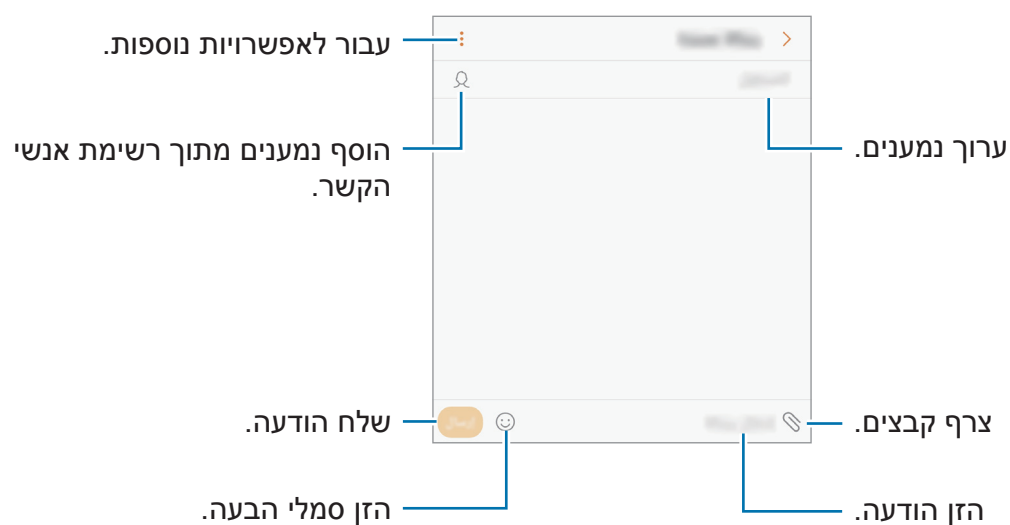 עבור לאפשרויות נוספות.
ערוך נמענים.
הוסף נמענים מתוך רשימת אנשי
הקשר.
צרף קבצים.
שלח הודעה.
הזן הודעה.
הזן סמלי הבעה.